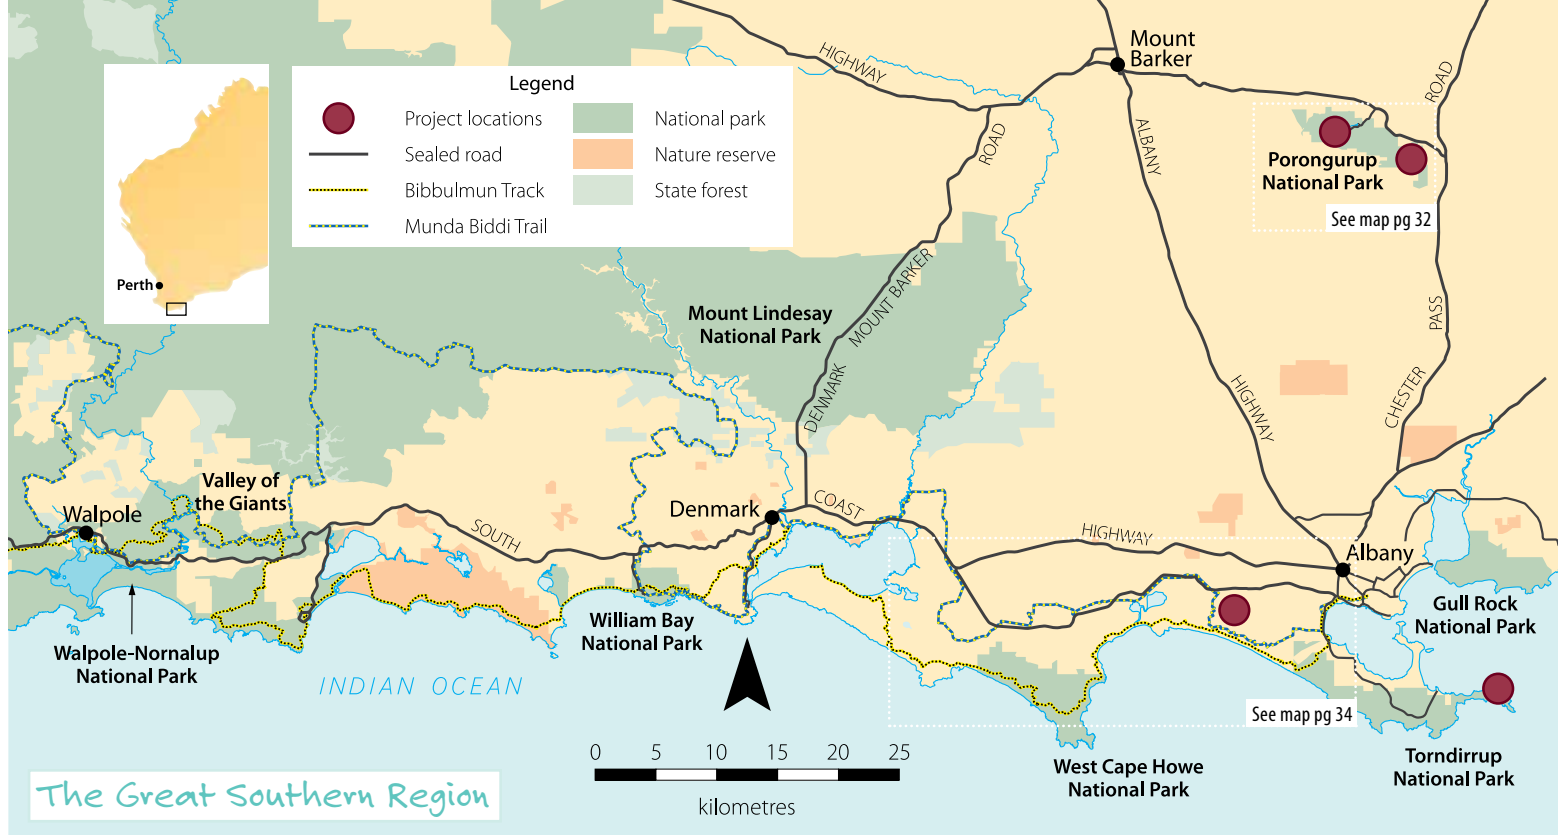 HIGHWAY
Mount
Barker
ROAD
Legend
Project locations
National park
Sealed road
Nature reserve
Bibbulmun Track
State forest
Munda Biddi Trail
ROAD
ALBANY
Porongurup
National Park
See map pg 32
Perth
MOUNT BARKER
PASS
Mount Lindesay
National Park
DENMARK
HIGHWAY
CHESTER
Valley of
the Giants
Walpole
SOUTH
Denmark
COAST
HIGHWAY
Albany
William Bay
National Park
Gull Rock
National Park
Walpole-Nornalup
National Park
INDIAN OCEAN
See map pg 34
0 5 10 15 20 25
kilometres
West Cape Howe
National Park
Torndirrup
National Park
The Great Southern Region